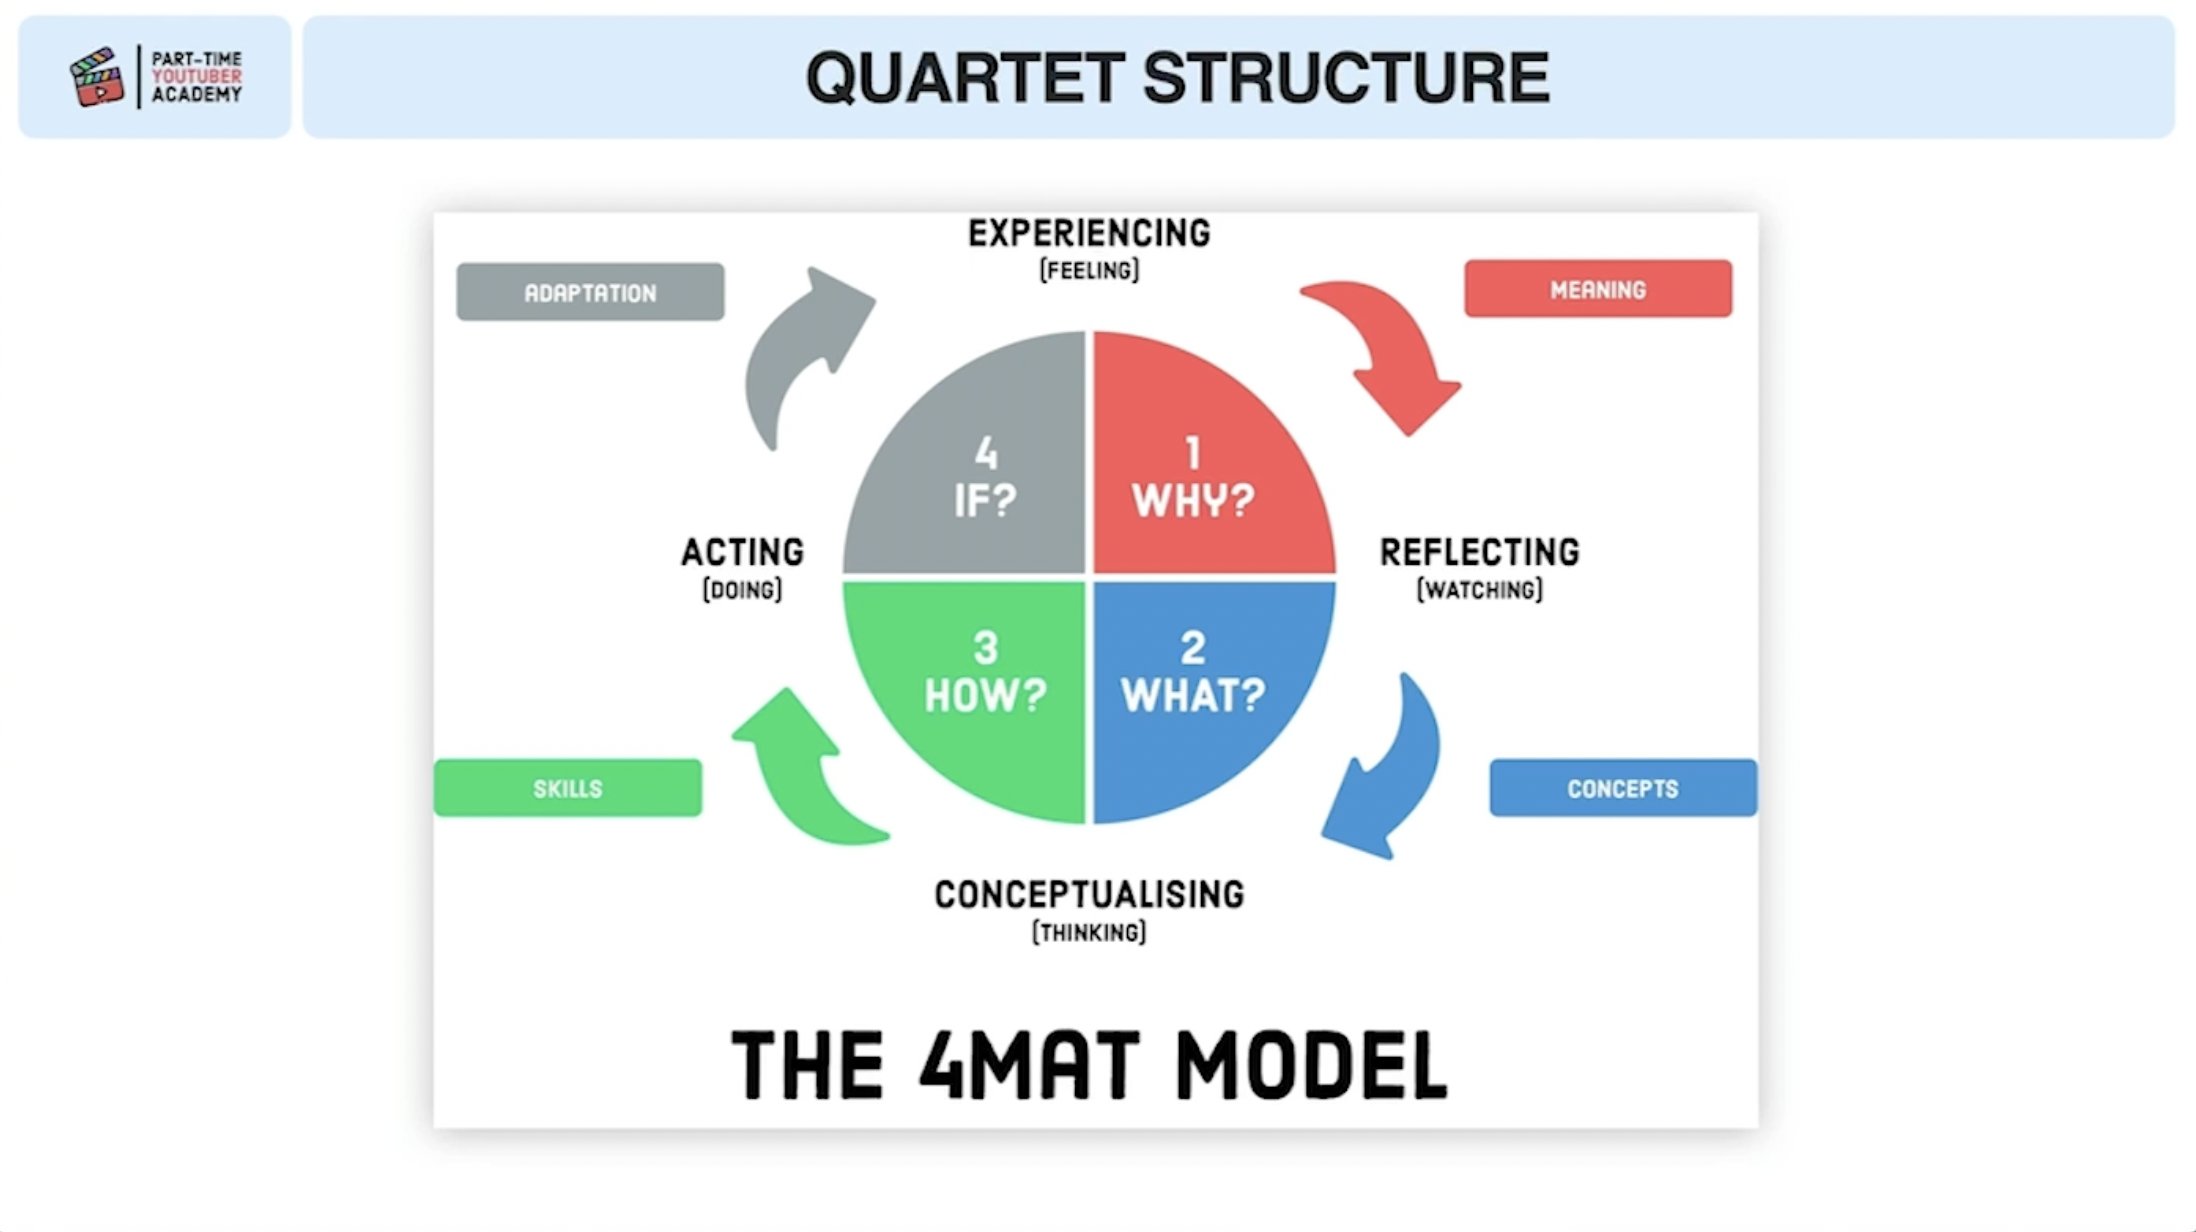 PART-TIME
YOUTUBER
ACADEMY
QUARTET STRUCTURE
EXPERIENCING
(FEELING)
ADAPTATION
MEANING
4
IF?
1
WHY?
ACTING
(DOING)
REFLECTING
(WATCHING)
3
HOW?
2
WHAT?
SKILLS
CONCEPTS
CONCEPTUALISING
(THINKING)
THE 4MAT MODEL